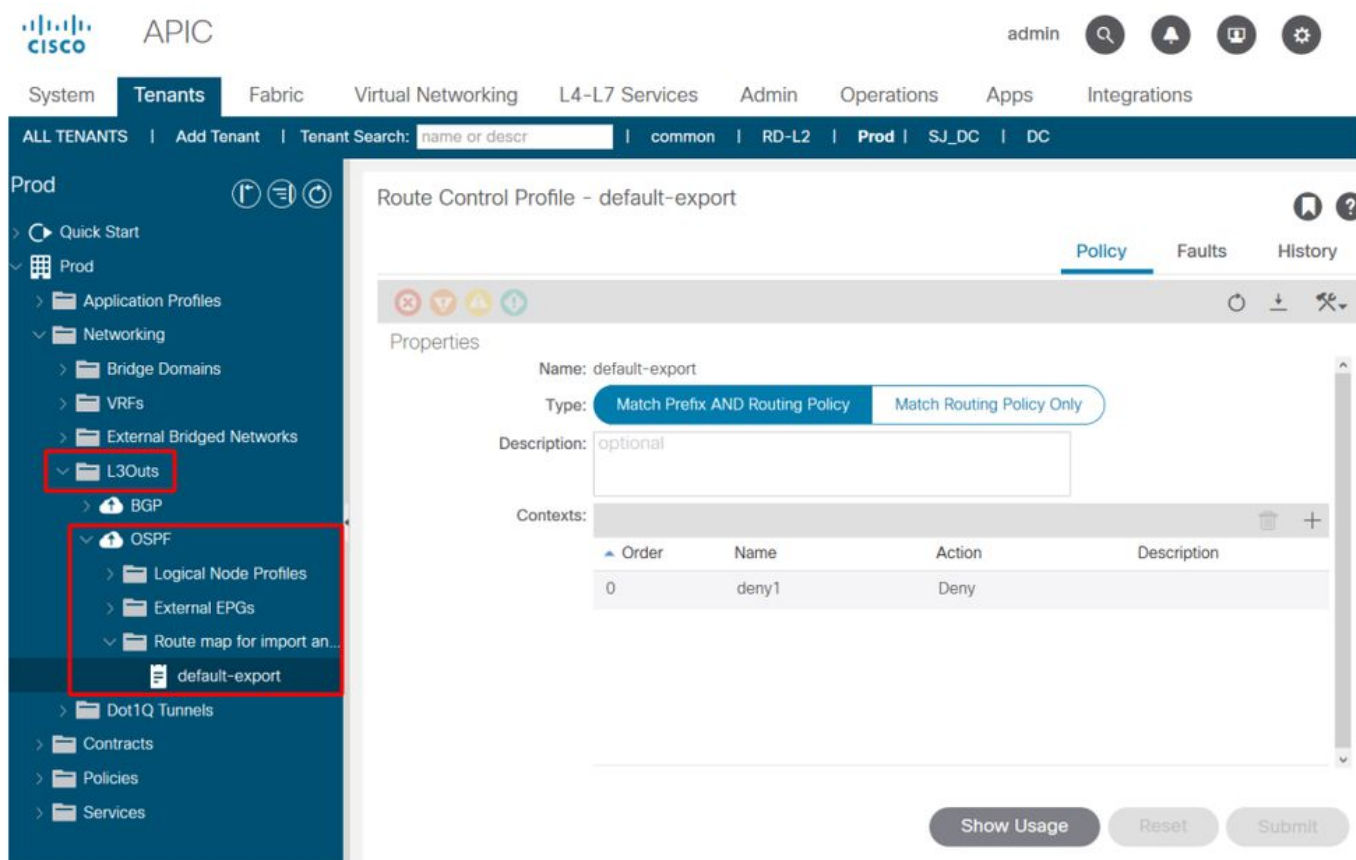 CISCO
APIC
admin
System Tenants Fabric Virtual Networking L4-L7 Services Admin Operations Apps Integrations
ALL TENANTS | Add Tenant | Tenant Search: name or descr | common | RD-L2 | Prod | SJ_DC | DC
Prod
Quick Start
Prod
Application Profiles
Networking
Bridge Domains
VRFs
External Bridged Networks
L3Outs
BGP
OSPF
Logical Node Profiles
External EPGs
Route map for import an...
default-export
Dot1Q Tunnels
Contracts
Policies
Services
Route Control Profile - default-export
?
Policy Faults History
Properties
Name: default-export
Type: Match Prefix AND Routing Policy Match Routing Policy Only
Description: optional
Contexts:
Order Name Action Description
0 deny1 Deny
Show Usage Reset Submit